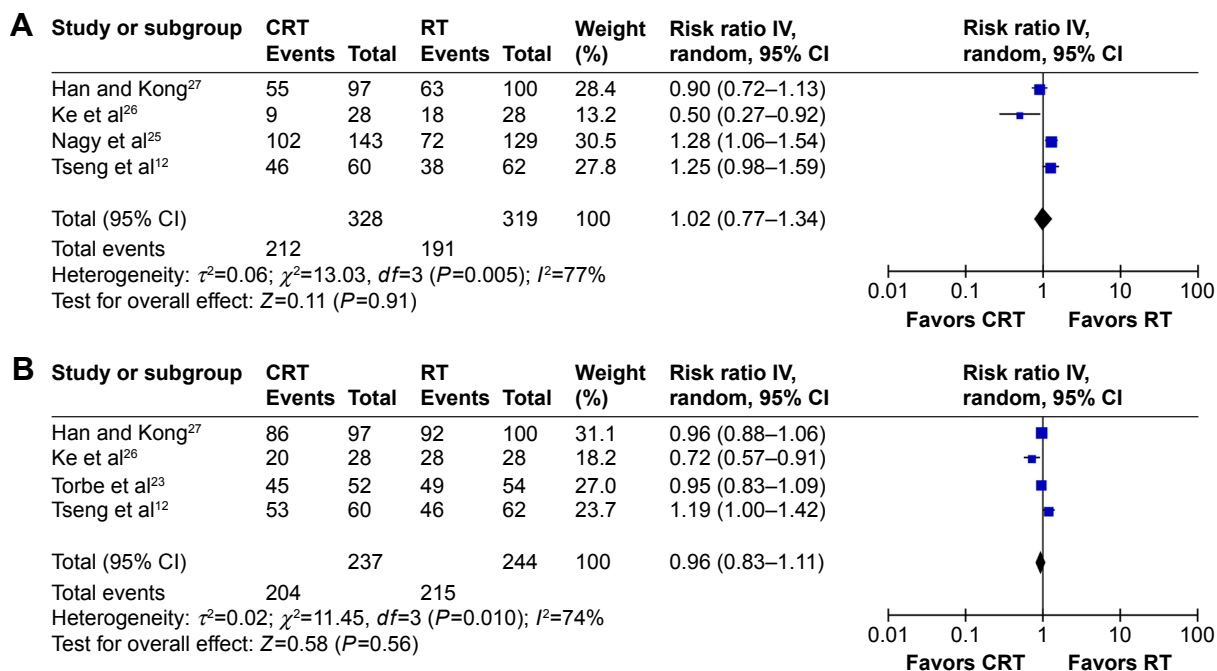 A Study or subgroup CRT RT Weight Risk ratio IV, Risk ratio IV,
Events Total Events Total (%) random, 95% CI random, 95% CI
Han and Kong²⁷ 55 97 63 100 28.4 0.90 (0.72–1.13)
Ke et al²⁶ 9 28 18 28 13.2 0.50 (0.27–0.92)
Nagy et al²⁵ 102 143 72 129 30.5 1.28 (1.06–1.54)
Tseng et al¹² 46 60 38 62 27.8 1.25 (0.98–1.59)
Total (95% CI) 328 319 100 1.02 (0.77–1.34)
Total events 212 191
Heterogeneity: τ²=0.06; χ²=13.03, df=3 (P=0.005); I²=77%
Test for overall effect: Z=0.11 (P=0.91)
0.01 0.1 1 10 100
Favors CRT Favors RT
B Study or subgroup CRT RT Weight Risk ratio IV, Risk ratio IV,
Events Total Events Total (%) random, 95% CI random, 95% CI
Han and Kong²⁷ 86 97 92 100 31.1 0.96 (0.88–1.06)
Ke et al²⁶ 20 28 28 28 18.2 0.72 (0.57–0.91)
Torbe et al²³ 45 52 49 54 27.0 0.95 (0.83–1.09)
Tseng et al¹² 53 60 46 62 23.7 1.19 (1.00–1.42)
Total (95% CI) 237 244 100 0.96 (0.83–1.11)
Total events 204 215
Heterogeneity: τ²=0.02; χ²=11.45, df=3 (P=0.010); I²=74%
Test for overall effect: Z=0.58 (P=0.56)
0.01 0.1 1 10 100
Favors CRT Favors RT